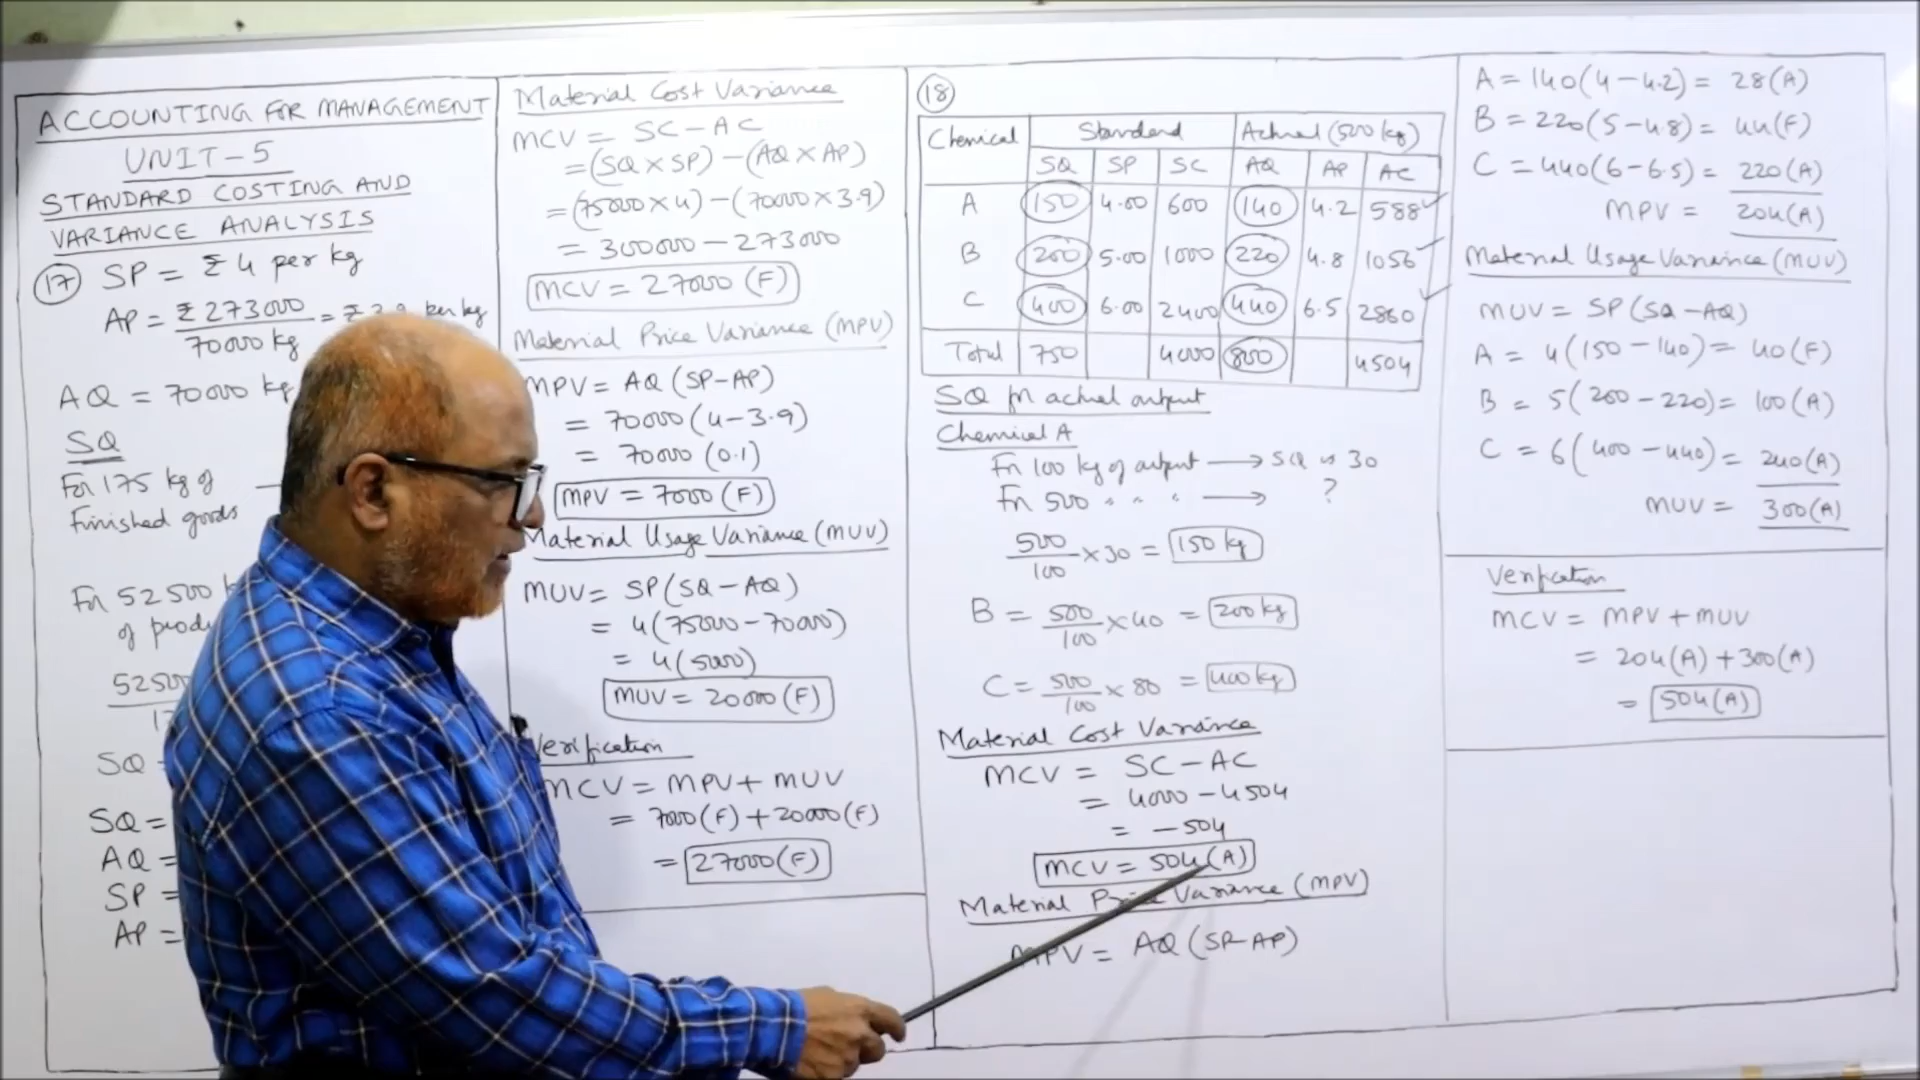 ACCOUNTING FOR MANAGEMENT
UNIT-5
STANDARD COSTING AND
VARIANCE ANALYSIS
17 SP = ₹ 4 per kg
AP = ₹ 273000 / 70000 kg = ₹ per kg
AQ = 70000 kg
SQ
For 175 kg of
Finished goods
For 52500
of
SQ
SQ =
AQ =
SP =
AP =
Material Cost Variance
MCV = SC - AC
= (SQ × SP) - (AQ × AP)
= (75000 × 4) - (70000 × 3.9)
= 300000 - 273000
MCV = 27000 (F)
Material Price Variance (MPV)
MPV = AQ (SP-AP)
= 70000 (4-3.9)
= 70000 (0.1)
MPV = 7000 (F)
Material Usage Variance (MUV)
MUV = SP (SQ - AQ)
= 4 (75000 - 70000)
= 4 (5000)
MUV = 20000 (F)
Verification
MCV = MPV + MUV
= 7000 (F) + 20000 (F)
= 27000 (F)
18
Chemical Standard Actual (500 kg)
SQ SP SC AQ AP AC
A 150 4.00 600 140 4.2 588
B 200 5.00 1000 220 4.8 1056
C 400 6.00 2400 440 6.5 2860
Total 750 4000 800 4504
SQ for actual output
Chemical A
For 100 kg of output → SQ is 30
For 500 " " " → ?
500/100 × 30 = 150 kg
B = 500/100 × 40 = 200 kg
C = 500/100 × 80 = 400 kg
Material Cost Variance
MCV = SC - AC
= 4000 - 4504
= -504
MCV = 504 (A)
Material Price Variance (MPV)
MPV = AQ (SP-AP)
A = 140 (4 - 4.2) = 28 (A)
B = 220 (5 - 4.8) = 44 (F)
C = 440 (6 - 6.5) = 220 (A)
MPV = 204 (A)
Material Usage Variance (MUV)
MUV = SP (SQ - AQ)
A = 4 (150 - 140) = 40 (F)
B = 5 (200 - 220) = 100 (A)
C = 6 (400 - 440) = 240 (A)
MUV = 300 (A)
Verification
MCV = MPV + MUV
= 204 (A) + 300 (A)
= 504 (A)